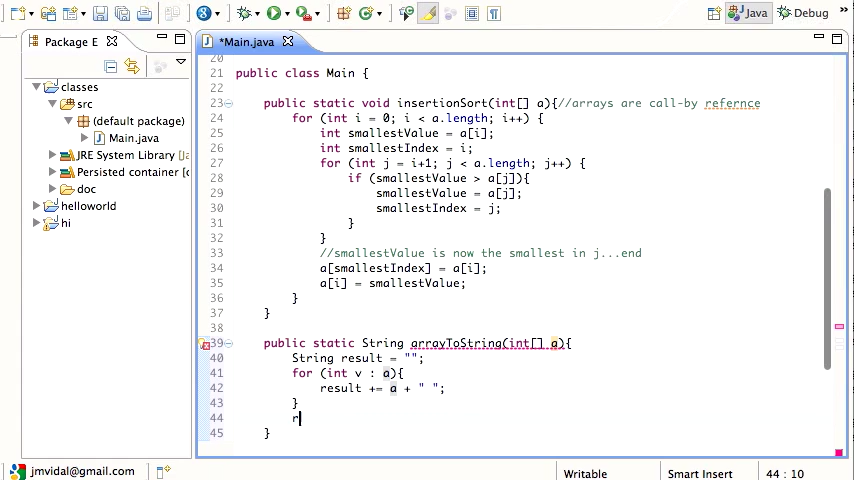 Java
Debug
Package E
*Main.java
classes
src
(default package)
Main.java
JRE System Library [Ja
Persisted container [c
doc
helloworld
hi
20
21 public class Main {
22
23 public static void insertionSort(int[] a){//arrays are call-by refernce
24 for (int i = 0; i < a.length; i++) {
25 int smallestValue = a[i];
26 int smallestIndex = i;
27 for (int j = i+1; j < a.length; j++) {
28 if (smallestValue > a[j]){
29 smallestValue = a[j];
30 smallestIndex = j;
31 }
32 }
33 //smallestValue is now the smallest in j...end
34 a[smallestIndex] = a[i];
35 a[i] = smallestValue;
36 }
37 }
38
39 public static String arrayToString(int[] a){
40 String result = "";
41 for (int v : a){
42 result += a + " ";
43 }
44 r
45 }
jmvidal@gmail.com
Writable
Smart Insert
44 : 10